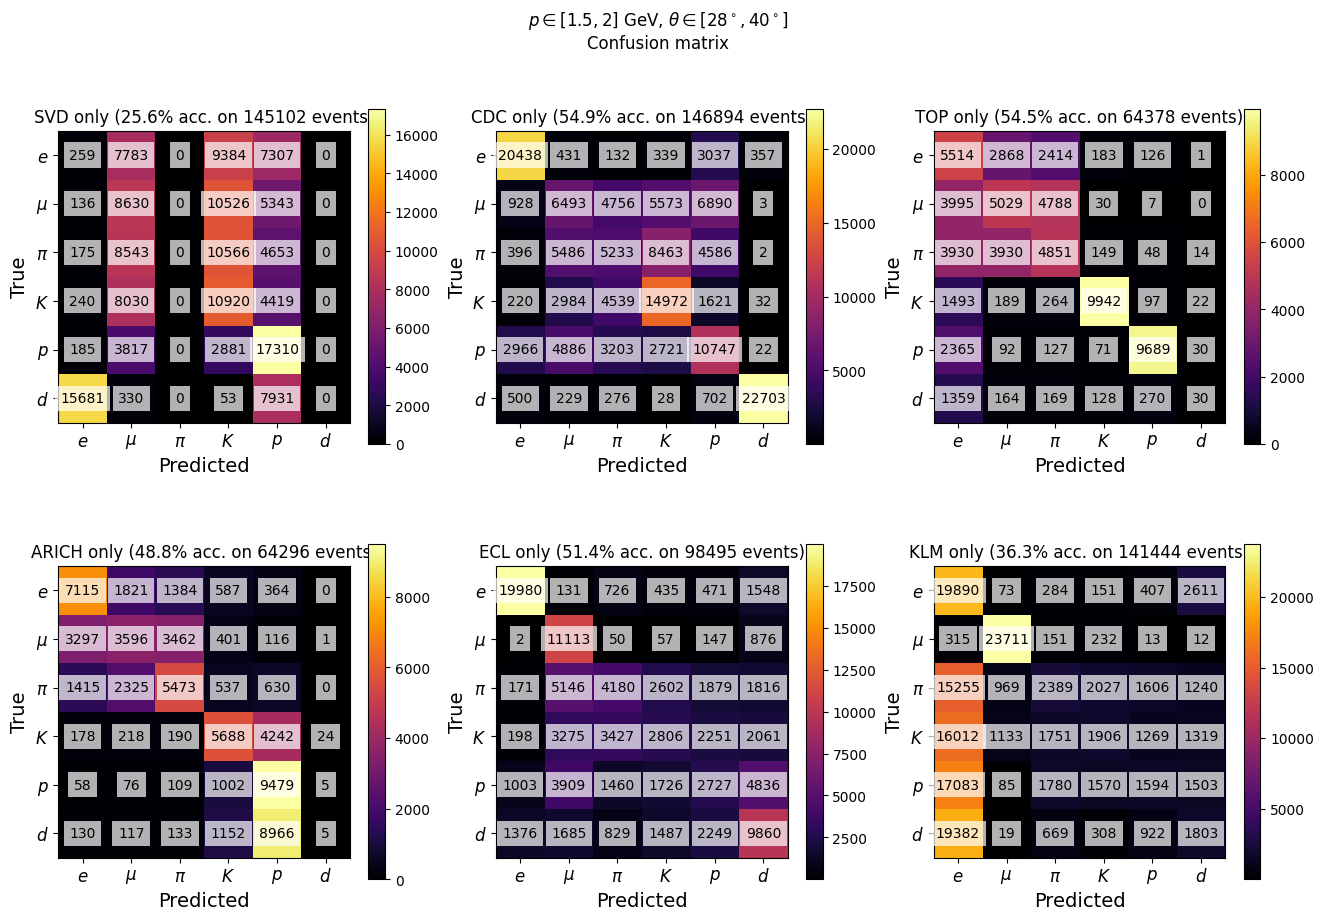 p ∈ [1.5, 2] GeV, θ ∈ [28°, 40°]
Confusion matrix
SVD only (25.6% acc. on 145102 events
True
e 259 7783 0 9384 7307 0
μ 136 8630 0 10526 5343 0
π 175 8543 0 10566 4653 0
K 240 8030 0 10920 4419 0
p 185 3817 0 2881 17310 0
d 15681 330 0 53 7931 0
e μ π K p d
Predicted
16000
14000
12000
10000
8000
6000
4000
2000
0
CDC only (54.9% acc. on 146894 events
True
e 20438 431 132 339 3037 357
μ 928 6493 4756 5573 6890 3
π 396 5486 5233 8463 4586 2
K 220 2984 4539 14972 1621 32
p 2966 4886 3203 2721 10747 22
d 500 229 276 28 702 22703
e μ π K p d
Predicted
20000
15000
10000
5000
TOP only (54.5% acc. on 64378 events)
True
e 5514 2868 2414 183 126 1
μ 3995 5029 4788 30 7 0
π 3930 3930 4851 149 48 14
K 1493 189 264 9942 97 22
p 2365 92 127 71 9689 30
d 1359 164 169 128 270 30
e μ π K p d
Predicted
8000
6000
4000
2000
0
ARICH only (48.8% acc. on 64296 events
True
e 7115 1821 1384 587 364 0
μ 3297 3596 3462 401 116 1
π 1415 2325 5473 537 630 0
K 178 218 190 5688 4242 24
p 58 76 109 1002 9479 5
d 130 117 133 1152 8966 5
e μ π K p d
Predicted
8000
6000
4000
2000
0
ECL only (51.4% acc. on 98495 events)
True
e 19980 131 726 435 471 1548
μ 2 11113 50 57 147 876
π 171 5146 4180 2602 1879 1816
K 198 3275 3427 2806 2251 2061
p 1003 3909 1460 1726 2727 4836
d 1376 1685 829 1487 2249 9860
e μ π K p d
Predicted
17500
15000
12500
10000
7500
5000
2500
KLM only (36.3% acc. on 141444 events
True
e 19890 73 284 151 407 2611
μ 315 23711 151 232 13 12
π 15255 969 2389 2027 1606 1240
K 16012 1133 1751 1906 1269 1319
p 17083 85 1780 1570 1594 1503
d 19382 19 669 308 922 1803
e μ π K p d
Predicted
20000
15000
10000
5000